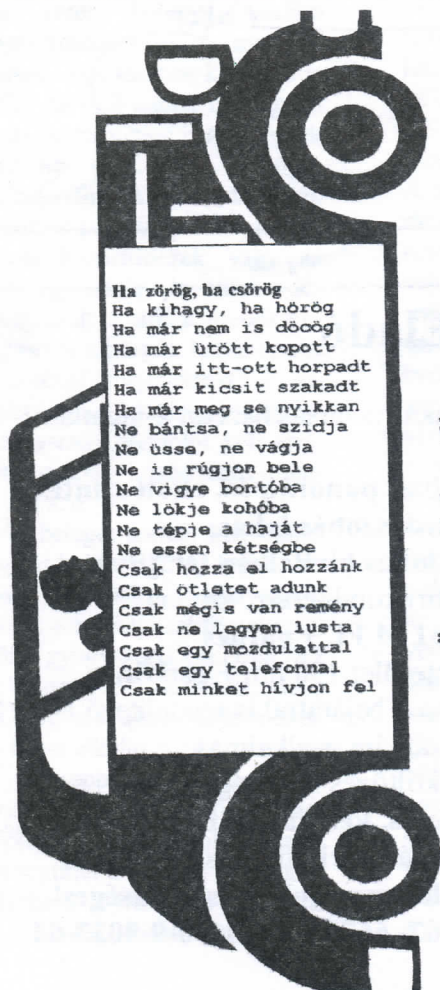 Ha zörög, ha csörög
Ha kihagy, ha hörög
Ha már nem is döcög
Ha már ütött kopott
Ha már itt-ott horpadt
Ha már kicsit szakadt
Ha már meg se nyikkan
Ne bántsa, ne szidja
Ne üsse, ne vágja
Ne is rúgjon bele
Ne vigye bontóba
Ne lökje kohóba
Ne tépje a haját
Ne essen kétségbe
Csak hozza el hozzánk
Csak ötletet adunk
Csak mégis van remény
Csak ne legyen lusta
Csak egy mozdulattal
Csak egy telefonnal
Csak minket hívjon fel